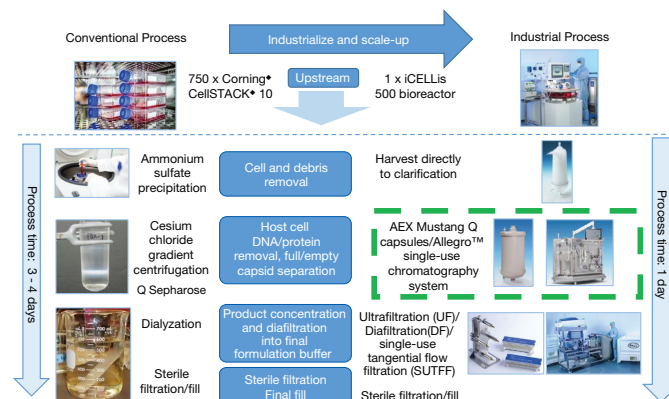 Conventional Process
Industrialize and scale-up
Industrial Process
750 x Corning◆
CellSTACK◆ 10
Upstream
1 x iCELLis
500 bioreactor
Process time: 3 - 4 days
Process time: 1 day
Ammonium
sulfate
precipitation
Cell and debris
removal
Harvest directly
to clarification
Cesium
chloride
gradient
centrifugation
Q Sepharose
Host cell
DNA/protein
removal, full/empty
capsid separation
AEX Mustang Q
capsules/Allegro™
single-use
chromatography
system
Dialyzation
Product concentration
and diafiltration
into final
formulation buffer
Ultrafiltration (UF)/
Diafiltration(DF)/
single-use
tangential flow
filtration (SUTFF)
Sterile
filtration/fill
Sterile filtration
Final fill
Sterile filtration/fill